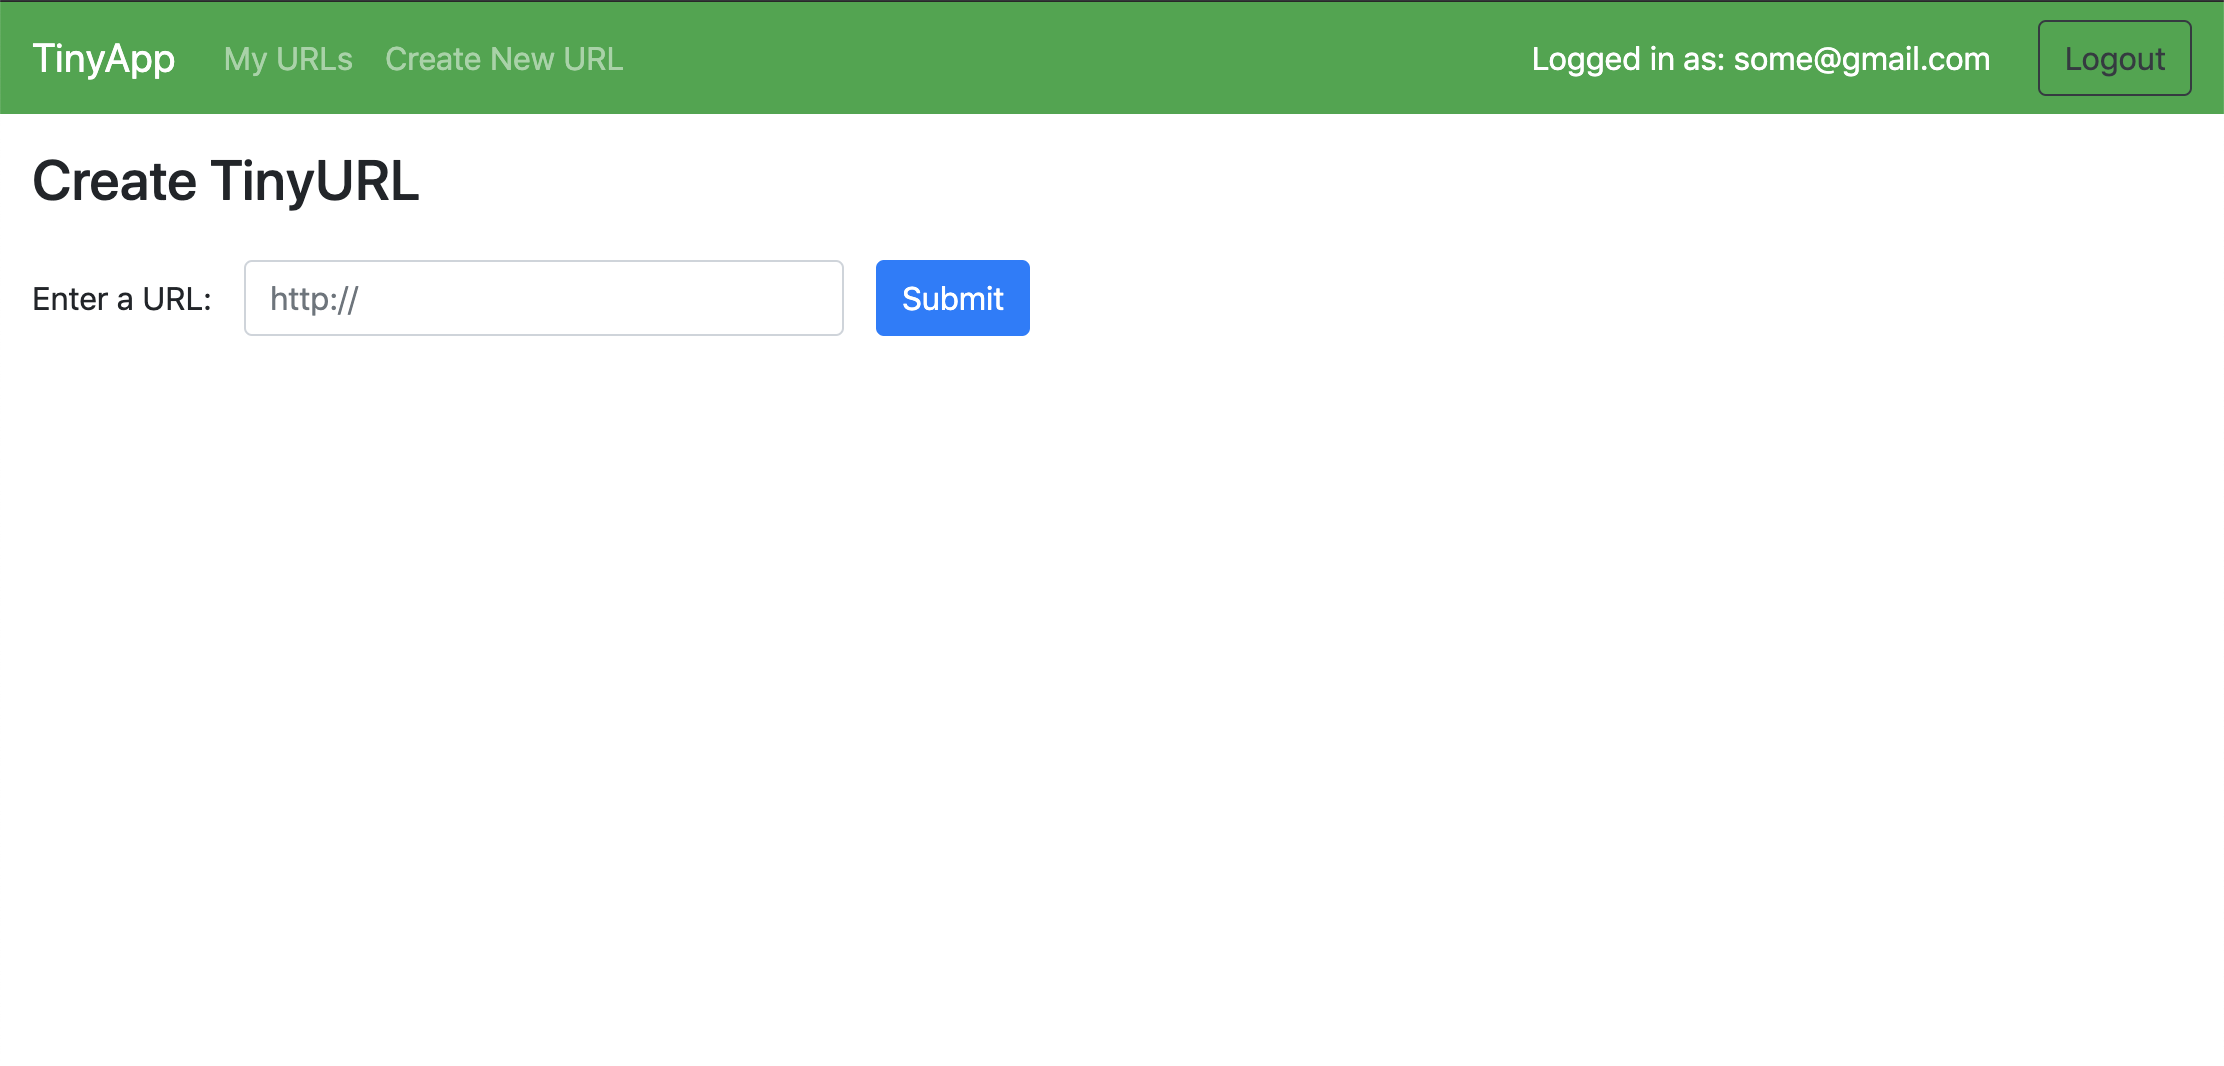 TinyApp My URLs Create New URL Logged in as: some@gmail.com Logout
Create TinyURL
Enter a URL: http:// Submit